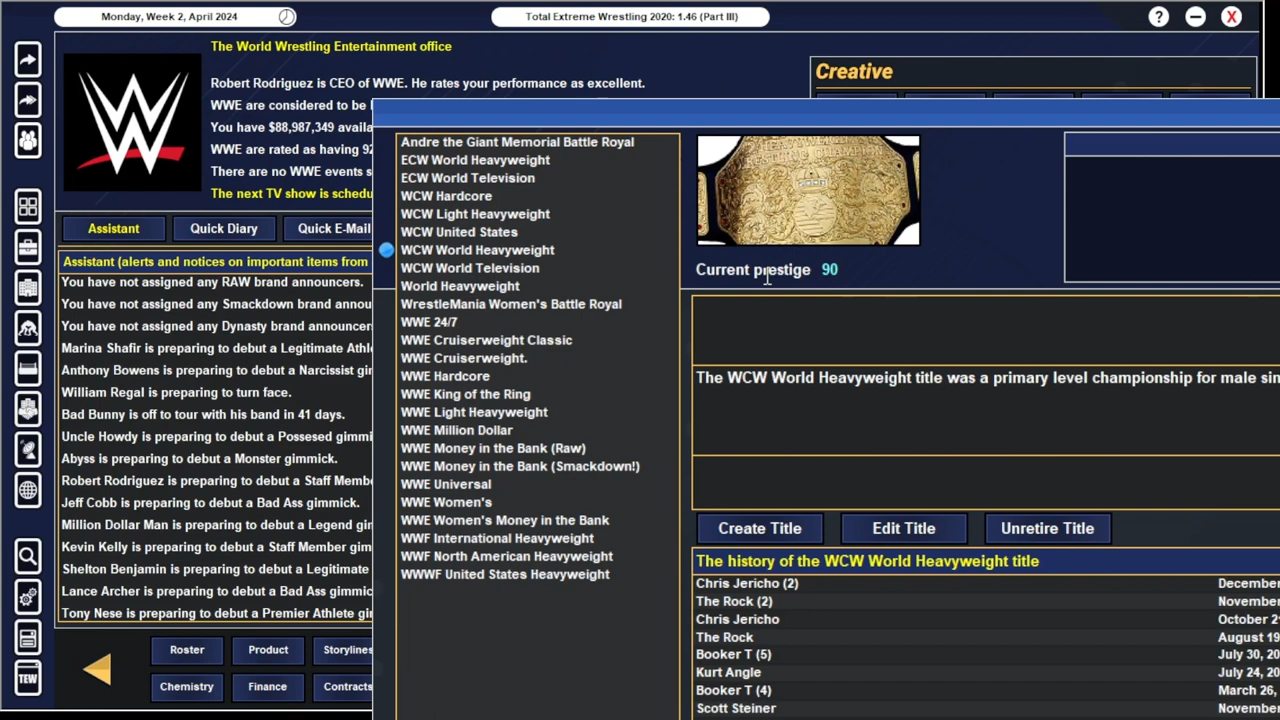 Monday, Week 2, April 2024
Total Extreme Wrestling 2020: 1.46 (Part III)
?
X
The World Wrestling Entertainment office
Robert Rodriguez is CEO of WWE. He rates your performance as excellent.
WWE are considered to be
You have $88,987,349 availa
WWE are rated as having 92
There are no WWE events s
The next TV show is schedu
Creative
Assistant
Quick Diary
Quick E-Mail
Assistant (alerts and notices on important items from
You have not assigned any RAW brand announcers.
You have not assigned any Smackdown brand annou
You have not assigned any Dynasty brand announcers
Marina Shafir is preparing to debut a Legitimate Athl
Anthony Bowens is preparing to debut a Narcissist gi
William Regal is preparing to turn face.
Bad Bunny is off to tour with his band in 41 days.
Uncle Howdy is preparing to debut a Possesed gimmi
Abyss is preparing to debut a Monster gimmick.
Robert Rodriguez is preparing to debut a Staff Memb
Jeff Cobb is preparing to debut a Bad Ass gimmick.
Million Dollar Man is preparing to debut a Legend gi
Kevin Kelly is preparing to debut a Staff Member gim
Shelton Benjamin is preparing to debut a Legitimate
Lance Archer is preparing to debut a Bad Ass gimmic
Tony Nese is preparing to debut a Premier Athlete gi
Roster
Product
Storylines
Chemistry
Finance
Contracts
TEW
Andre the Giant Memorial Battle Royal
ECW World Heavyweight
ECW World Television
WCW Hardcore
WCW Light Heavyweight
WCW United States
WCW World Heavyweight
WCW World Television
World Heavyweight
WrestleMania Women's Battle Royal
WWE 24/7
WWE Cruiserweight Classic
WWE Cruiserweight.
WWE Hardcore
WWE King of the Ring
WWE Light Heavyweight
WWE Million Dollar
WWE Money in the Bank (Raw)
WWE Money in the Bank (Smackdown!)
WWE Universal
WWE Women's
WWE Women's Money in the Bank
WWF International Heavyweight
WWF North American Heavyweight
WWWF United States Heavyweight
Current prestige 90
The WCW World Heavyweight title was a primary level championship for male sin
Create Title
Edit Title
Unretire Title
The history of the WCW World Heavyweight title
Chris Jericho (2) December
The Rock (2) November
Chris Jericho October 2
The Rock August 19
Booker T (5) July 30, 20
Kurt Angle July 24, 20
Booker T (4) March 26,
Scott Steiner November